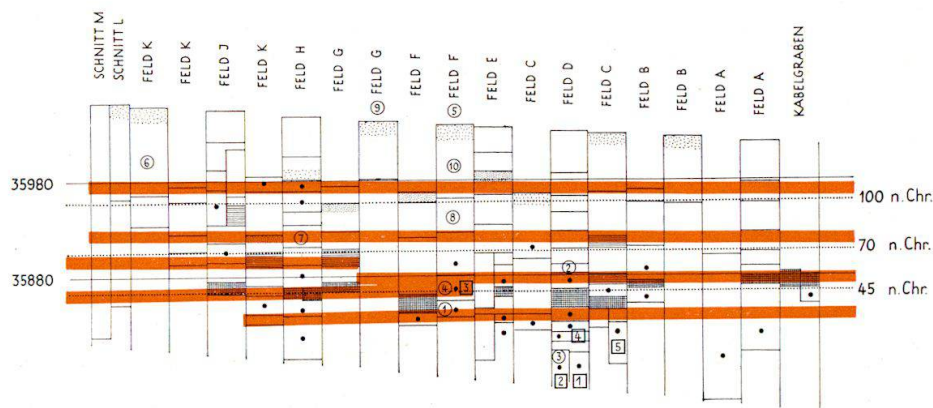 SCHNITT M
SCHNITT L
FELD K
FELD K
FELD J
FELD K
FELD H
FELD G
FELD G
FELD F
FELD F
FELD E
FELD C
FELD D
FELD C
FELD B
FELD B
FELD A
FELD A
KABELGRABEN
9
5
6
10
35980
100 n. Chr.
8
7
70 n. Chr.
2
35880
4
3
45 n. Chr.
1
4
5
3
2
1